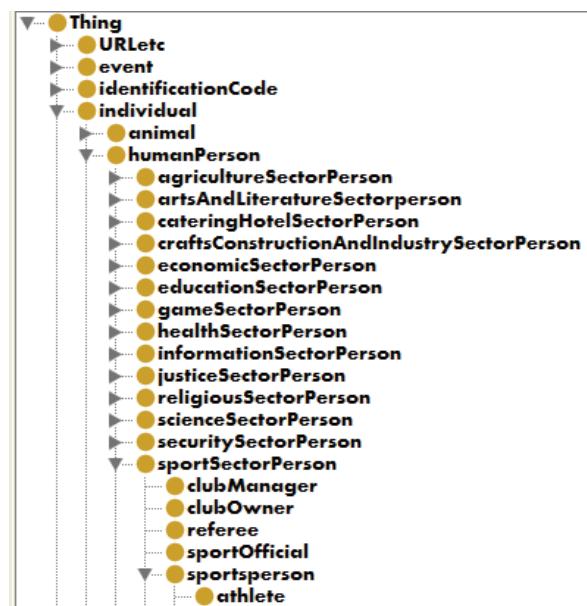 Thing
URLetc
event
identificationCode
individual
animal
humanPerson
agricultureSectorPerson
artsAndLiteratureSectorperson
cateringHotelSectorPerson
craftsConstructionAndIndustrySectorPerson
economicSectorPerson
educationSectorPerson
gameSectorPerson
healthSectorPerson
informationSectorPerson
justiceSectorPerson
religiousSectorPerson
scienceSectorPerson
securitySectorPerson
sportSectorPerson
clubManager
clubOwner
referee
sportOfficial
sportsperson
athlete